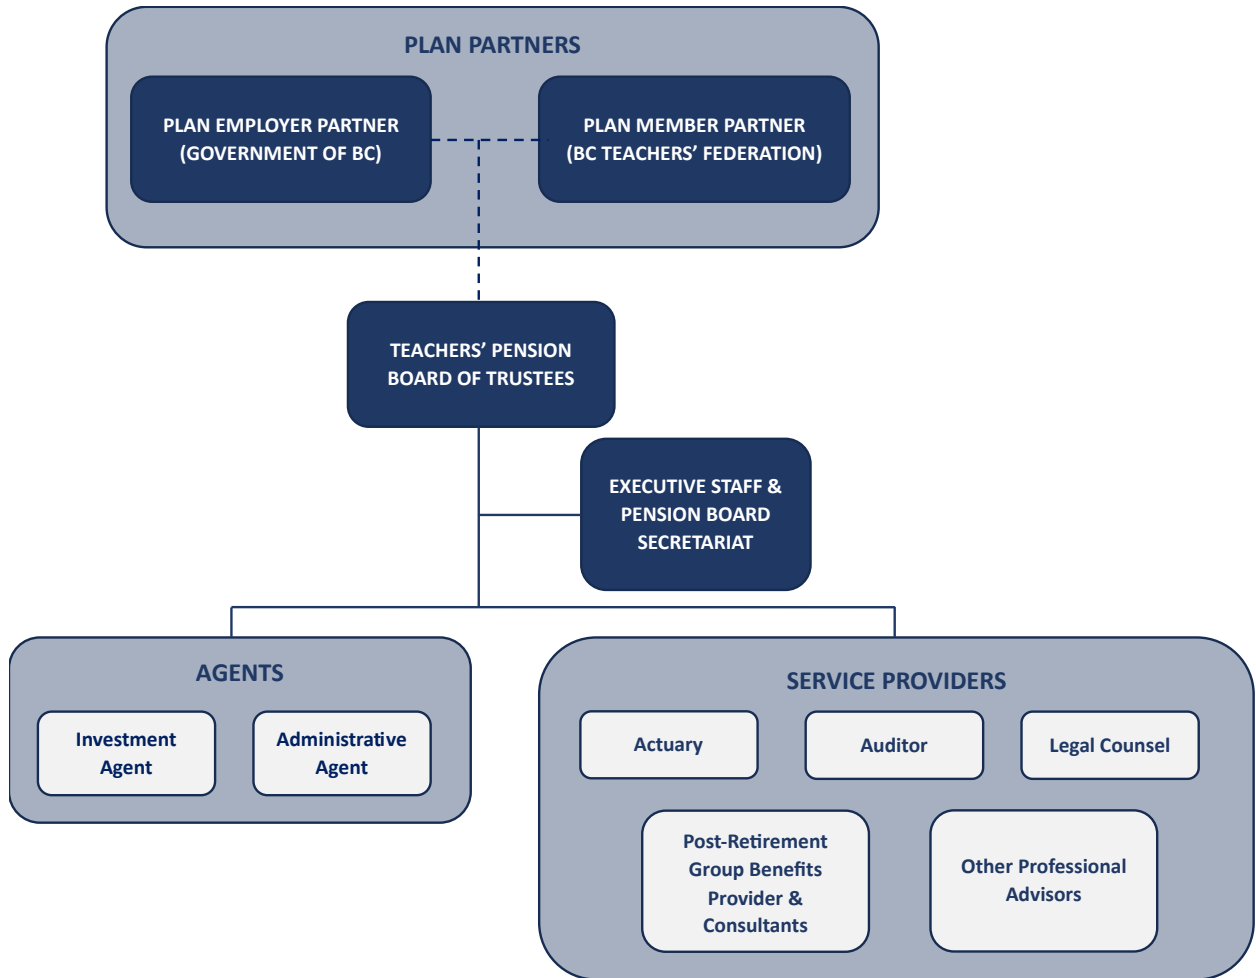 PLAN PARTNERS
PLAN EMPLOYER PARTNER
(GOVERNMENT OF BC)
PLAN MEMBER PARTNER
(BC TEACHERS’ FEDERATION)
TEACHERS’ PENSION
BOARD OF TRUSTEES
EXECUTIVE STAFF &
PENSION BOARD
SECRETARIAT
AGENTS
Investment
Agent
Administrative
Agent
SERVICE PROVIDERS
Actuary
Auditor
Legal Counsel
Post-Retirement
Group Benefits
Provider &
Consultants
Other Professional
Advisors